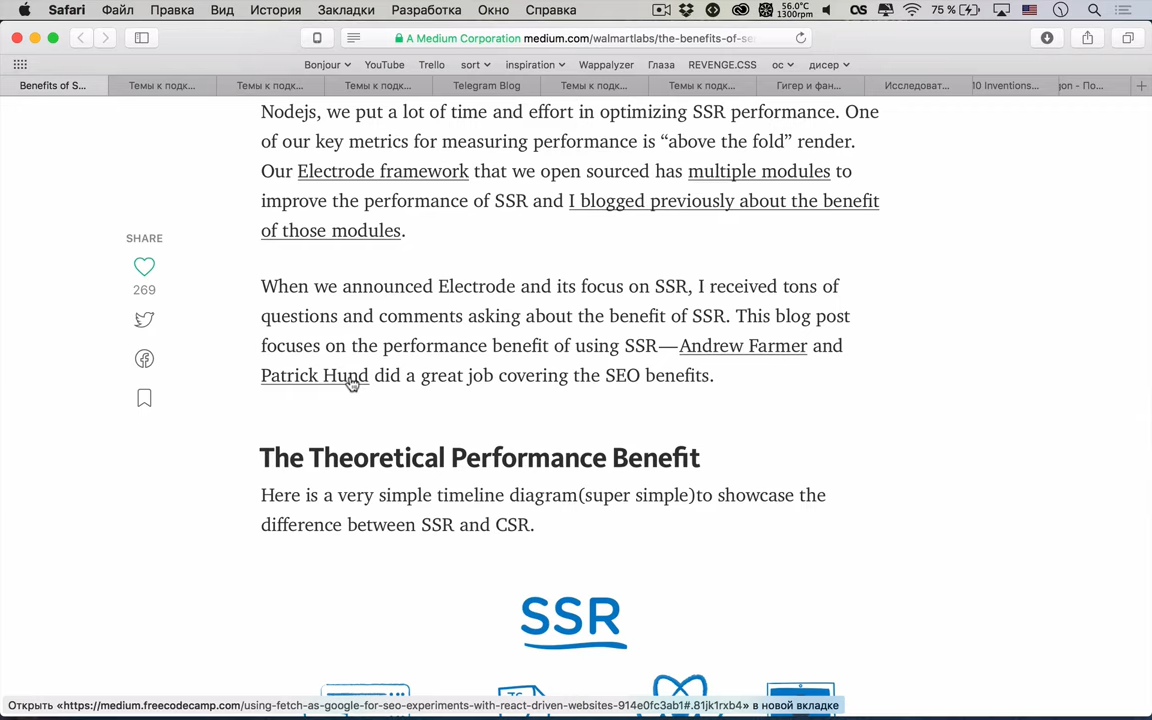 Safari Файл Правка Вид История Закладки Разработка Окно Справка 56.0°C 1300rpm OS 75 %
A Medium Corporation medium.com/walmartlabs/the-benefits-of-se
Bonjour YouTube Trello sort inspiration Wappalyzer Глаза REVENGE.CSS ос дисер
Benefits of S... Темы к подк... Темы к подк... Темы к подк... Telegram Blog Темы к подк... Темы к подк... Гигер и фан... Исследоват... 10 Inventions... jon - По...
Nodejs, we put a lot of time and effort in optimizing SSR performance. One
of our key metrics for measuring performance is “above the fold” render.
Our Electrode framework that we open sourced has multiple modules to
improve the performance of SSR and I blogged previously about the benefit
of those modules.
SHARE
269
When we announced Electrode and its focus on SSR, I received tons of
questions and comments asking about the benefit of SSR. This blog post
focuses on the performance benefit of using SSR—Andrew Farmer and
Patrick Hund did a great job covering the SEO benefits.
The Theoretical Performance Benefit
Here is a very simple timeline diagram(super simple)to showcase the
difference between SSR and CSR.
SSR
Открыть «https://medium.freecodecamp.com/using-fetch-as-google-for-seo-experiments-with-react-driven-websites-914e0fc3ab1#.81jk1rxb4» в новой вкладке